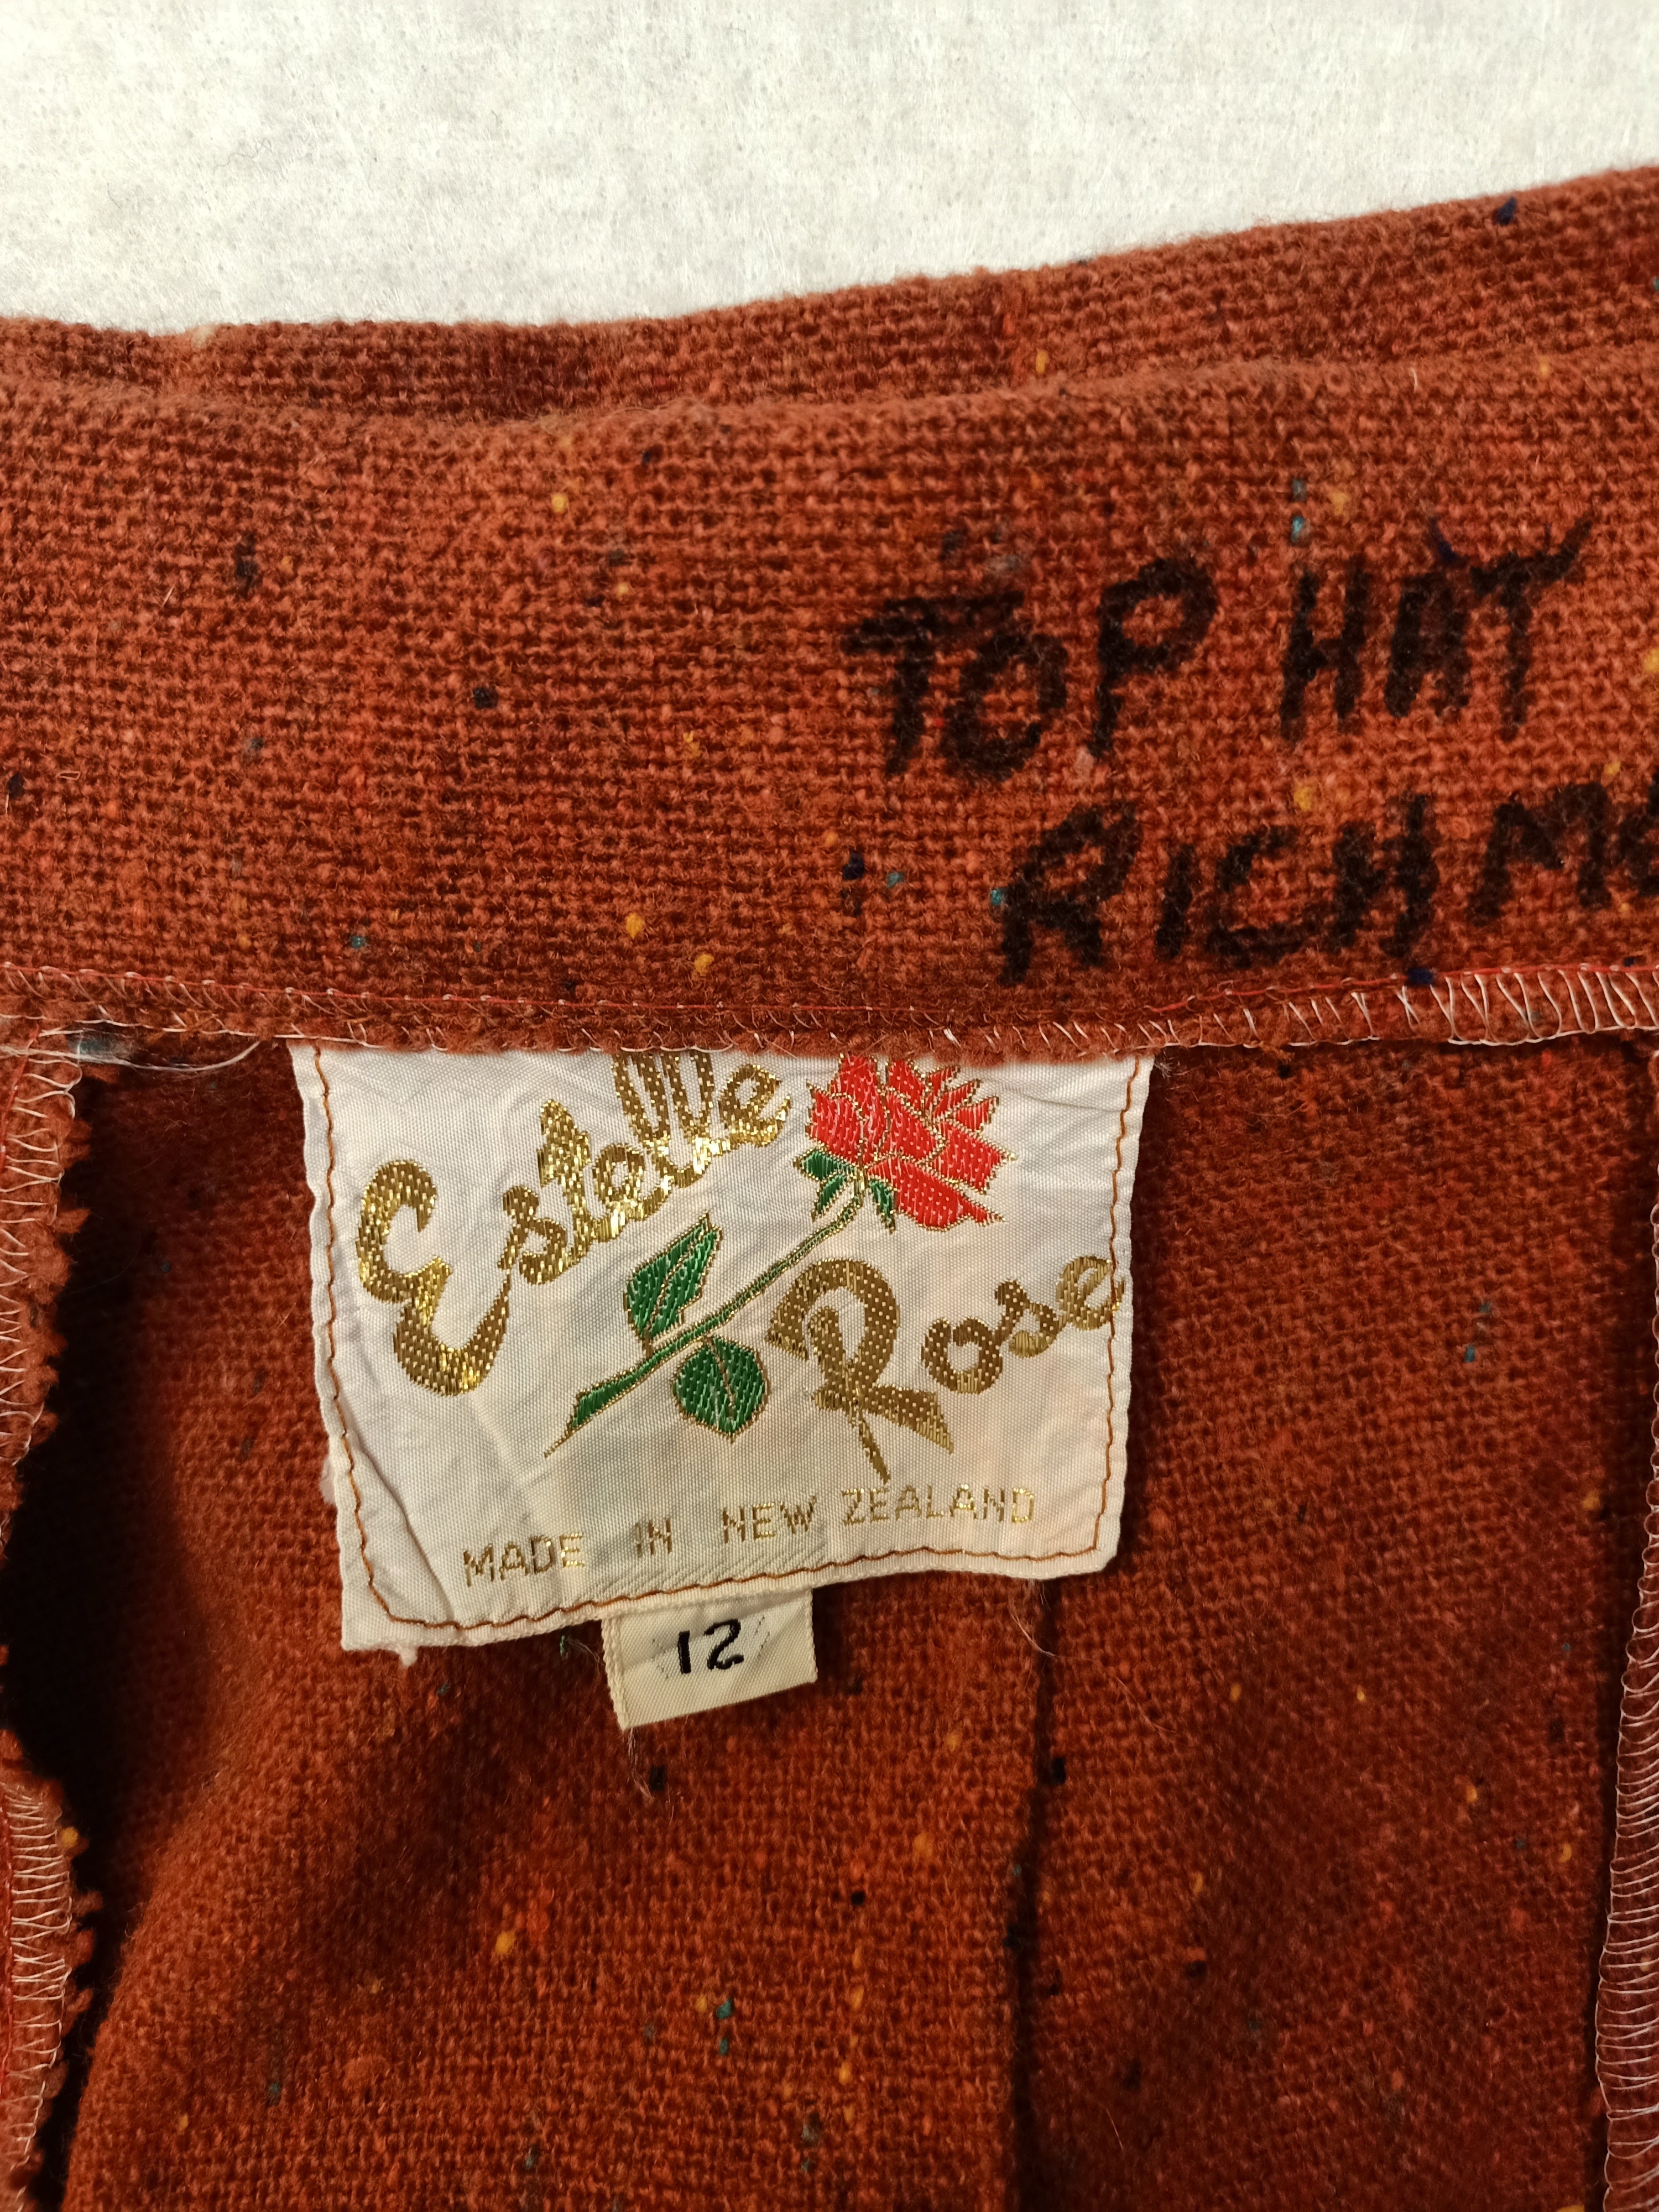 TOP HAT
Estelle
Rose
MADE IN NEW ZEALAND
12